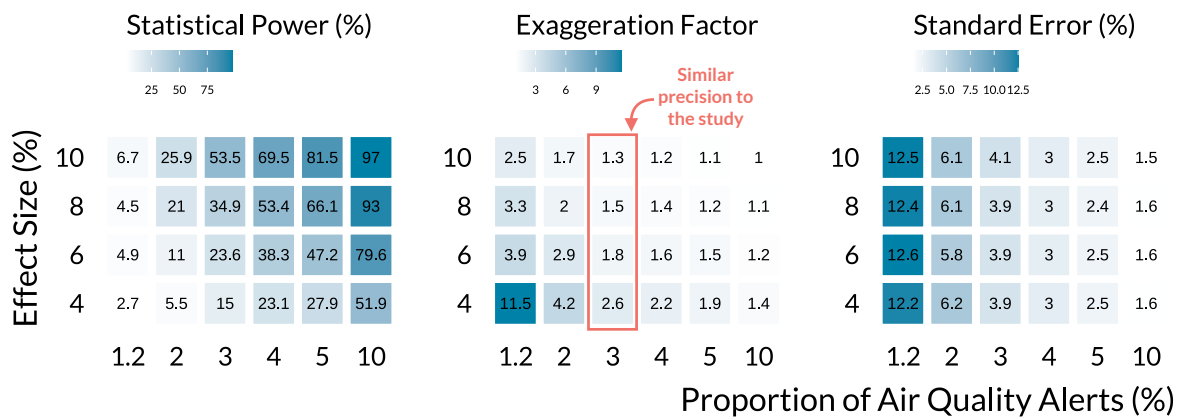 Statistical Power (%)
25 50 75
Exaggeration Factor
3 6 9
Standard Error (%)
2.5 5.0 7.5 10.0 12.5
Similar
precision to
the study
Effect Size (%)
10 6.7 25.9 53.5 69.5 81.5 97
8 4.5 21 34.9 53.4 66.1 93
6 4.9 11 23.6 38.3 47.2 79.6
4 2.7 5.5 15 23.1 27.9 51.9
1.2 2 3 4 5 10
10 2.5 1.7 1.3 1.2 1.1 1
8 3.3 2 1.5 1.4 1.2 1.1
6 3.9 2.9 1.8 1.6 1.5 1.2
4 11.5 4.2 2.6 2.2 1.9 1.4
1.2 2 3 4 5 10
10 12.5 6.1 4.1 3 2.5 1.5
8 12.4 6.1 3.9 3 2.4 1.6
6 12.6 5.8 3.9 3 2.5 1.6
4 12.2 6.2 3.9 3 2.5 1.6
1.2 2 3 4 5 10
Proportion of Air Quality Alerts (%)